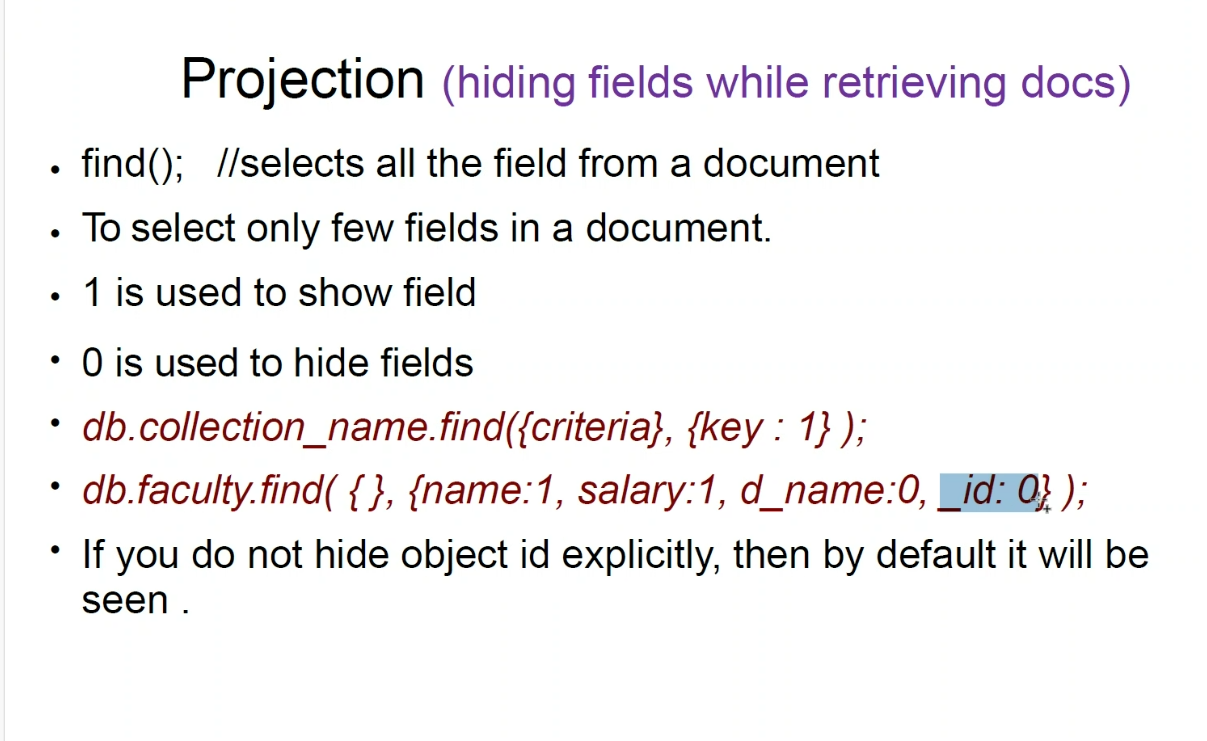 Projection (hiding fields while retrieving docs)
• find(); //selects all the field from a document
• To select only few fields in a document.
• 1 is used to show field
• 0 is used to hide fields
• db.collection_name.find({criteria}, {key : 1} );
• db.faculty.find( { }, {name:1, salary:1, d_name:0, _id: 0} );
• If you do not hide object id explicitly, then by default it will be
seen .